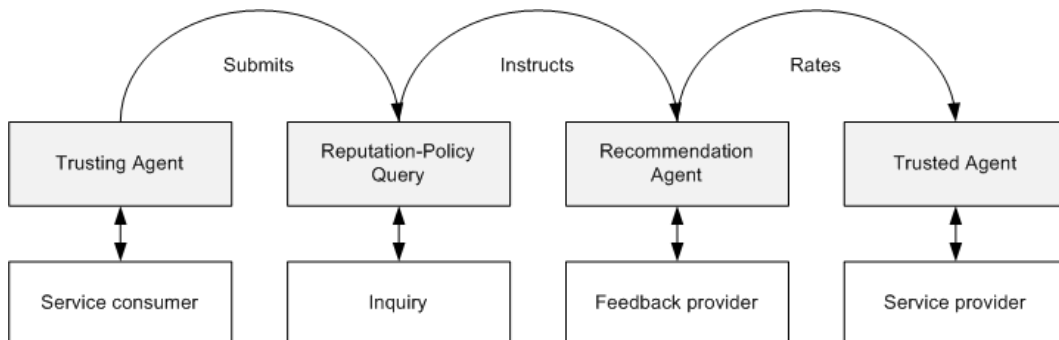 Submits
Instructs
Rates
Trusting Agent
Reputation-Policy
Query
Recommendation
Agent
Trusted Agent
Service consumer
Inquiry
Feedback provider
Service provider